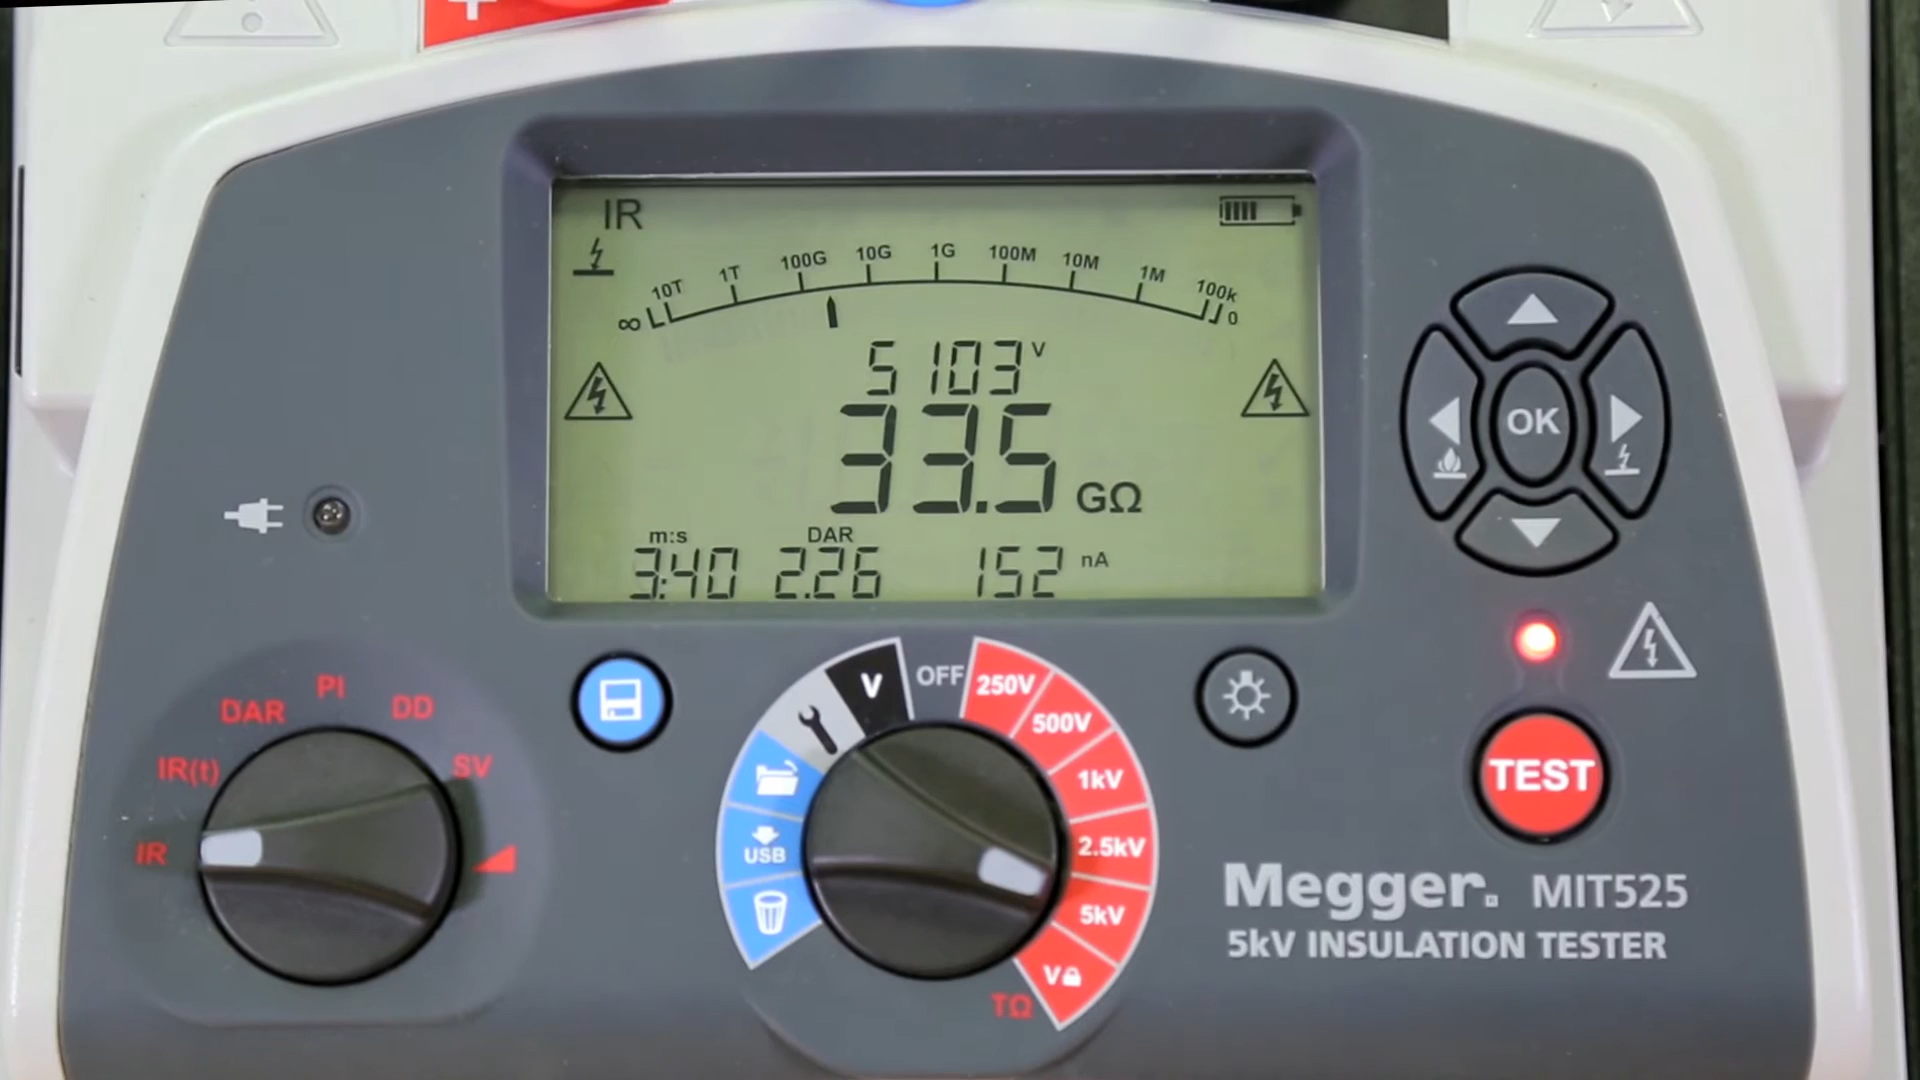 +
IR
10T 1T 100G 10G 1G 100M 10M 1M 100k
∞ 0
5103 V
33.5 GΩ
m:s DAR
3:40 2.26 152 nA
OK
PI
DAR DD
IR(t) SV
IR
V OFF 250V
500V
1kV
USB 2.5kV
5kV
V
TΩ
TEST
Megger. MIT525
5kV INSULATION TESTER